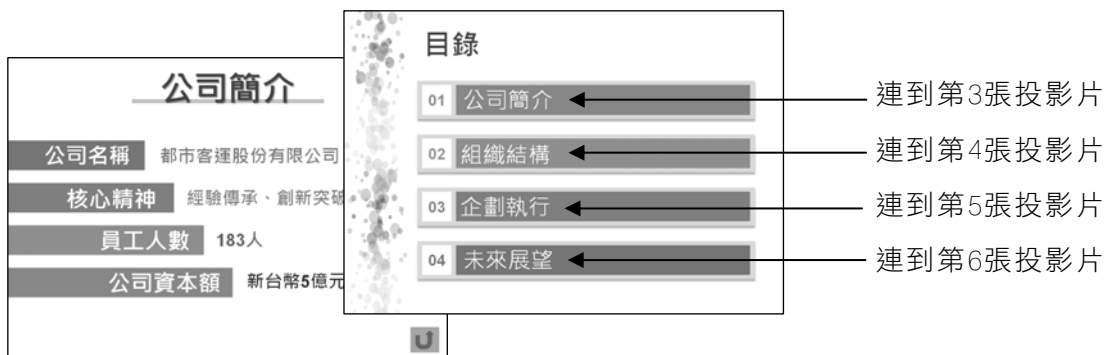 公司簡介
公司名稱 都市客運股份有限公司
核心精神 經驗傳承、創新突破
員工人數 183人
公司資本額 新台幣5億元
目錄
01 公司簡介
02 組織結構
03 企劃執行
04 未來展望
連到第3張投影片
連到第4張投影片
連到第5張投影片
連到第6張投影片